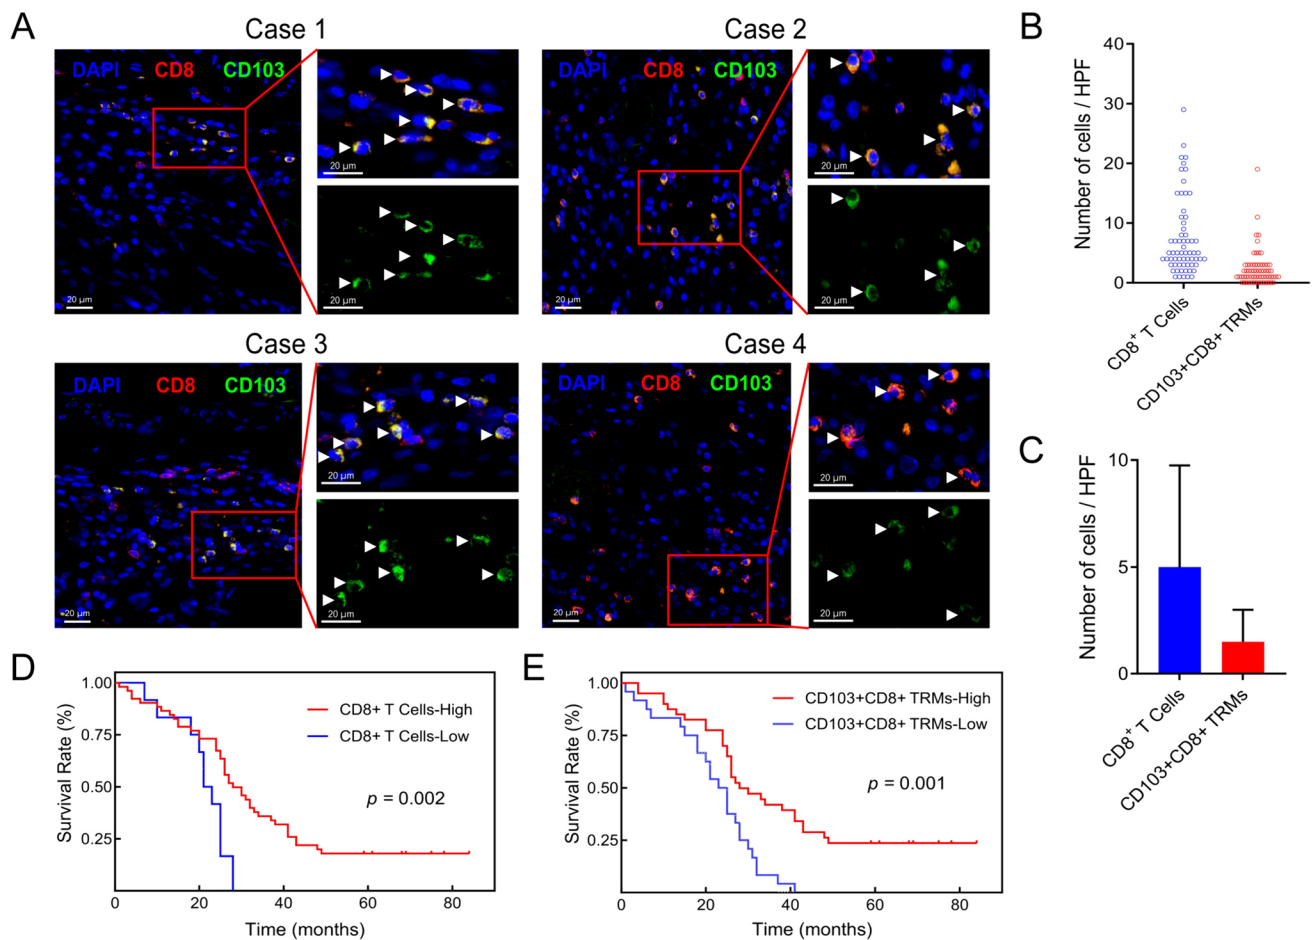 A
Case 1
DAPI CD8 CD103
20 µm
20 µm
20 µm
Case 2
DAPI CD8 CD103
20 µm
20 µm
20 µm
Case 3
DAPI CD8 CD103
20 µm
20 µm
20 µm
Case 4
DAPI CD8 CD103
20 µm
20 µm
20 µm
B
Number of cells / HPF
40
30
20
10
0
CD8+ T Cells
CD103+CD8+ TRMs
C
Number of cells / HPF
10
5
0
CD8+ T Cells
CD103+CD8+ TRMs
D
Survival Rate (%)
1.00
0.75
0.50
0.25
CD8+ T Cells-High
CD8+ T Cells-Low
p = 0.002
0 20 40 60 80
Time (months)
E
Survival Rate (%)
1.00
0.75
0.50
0.25
CD103+CD8+ TRMs-High
CD103+CD8+ TRMs-Low
p = 0.001
0 20 40 60 80
Time (months)